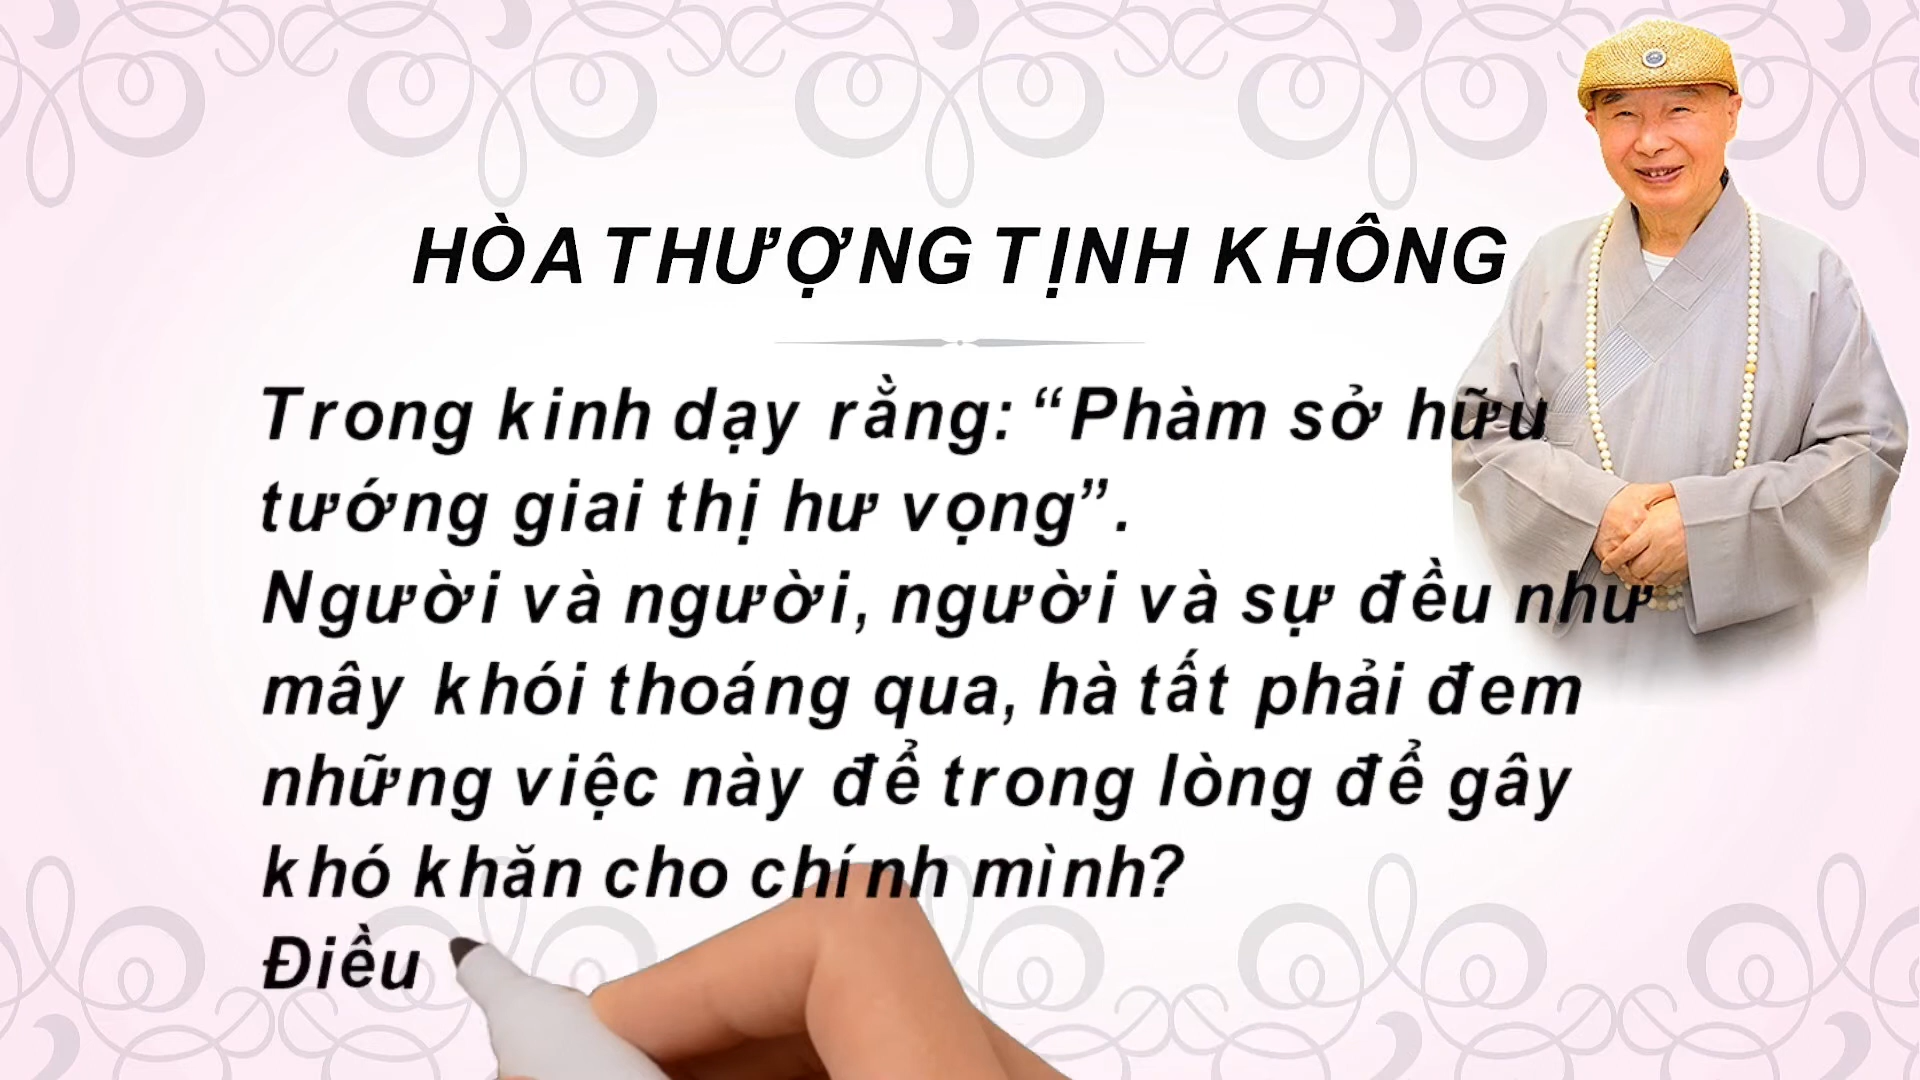 HÒA THƯỢNG TỊNH KHÔNG
Trong kinh dạy rằng: “Phàm sở hữu
tướng giai thị hư vọng”.
Người và người, người và sự đều như
mây khói thoáng qua, hà tất phải đem
những việc này để trong lòng để gây
khó khăn cho chính mình?
Điều